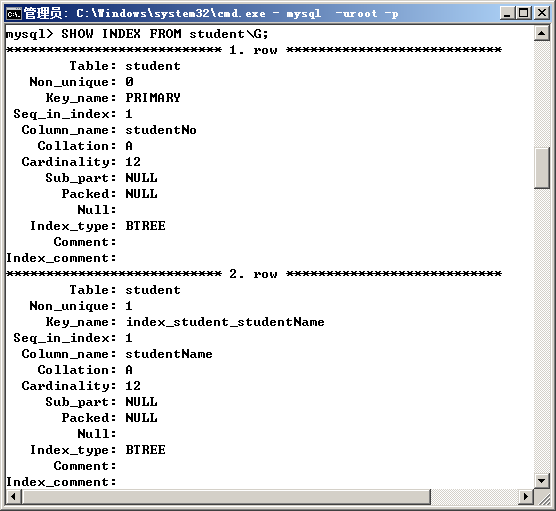 管理员: C:\Windows\system32\cmd.exe - mysql  -uroot -p
mysql> SHOW INDEX FROM student\G;
*************************** 1. row ***************************
        Table: student
   Non_unique: 0
     Key_name: PRIMARY
 Seq_in_index: 1
  Column_name: studentNo
    Collation: A
  Cardinality: 12
     Sub_part: NULL
       Packed: NULL
         Null:
   Index_type: BTREE
      Comment:
Index_comment:
*************************** 2. row ***************************
        Table: student
   Non_unique: 1
     Key_name: index_student_studentName
 Seq_in_index: 1
  Column_name: studentName
    Collation: A
  Cardinality: 12
     Sub_part: NULL
       Packed: NULL
         Null:
   Index_type: BTREE
      Comment:
Index_comment: